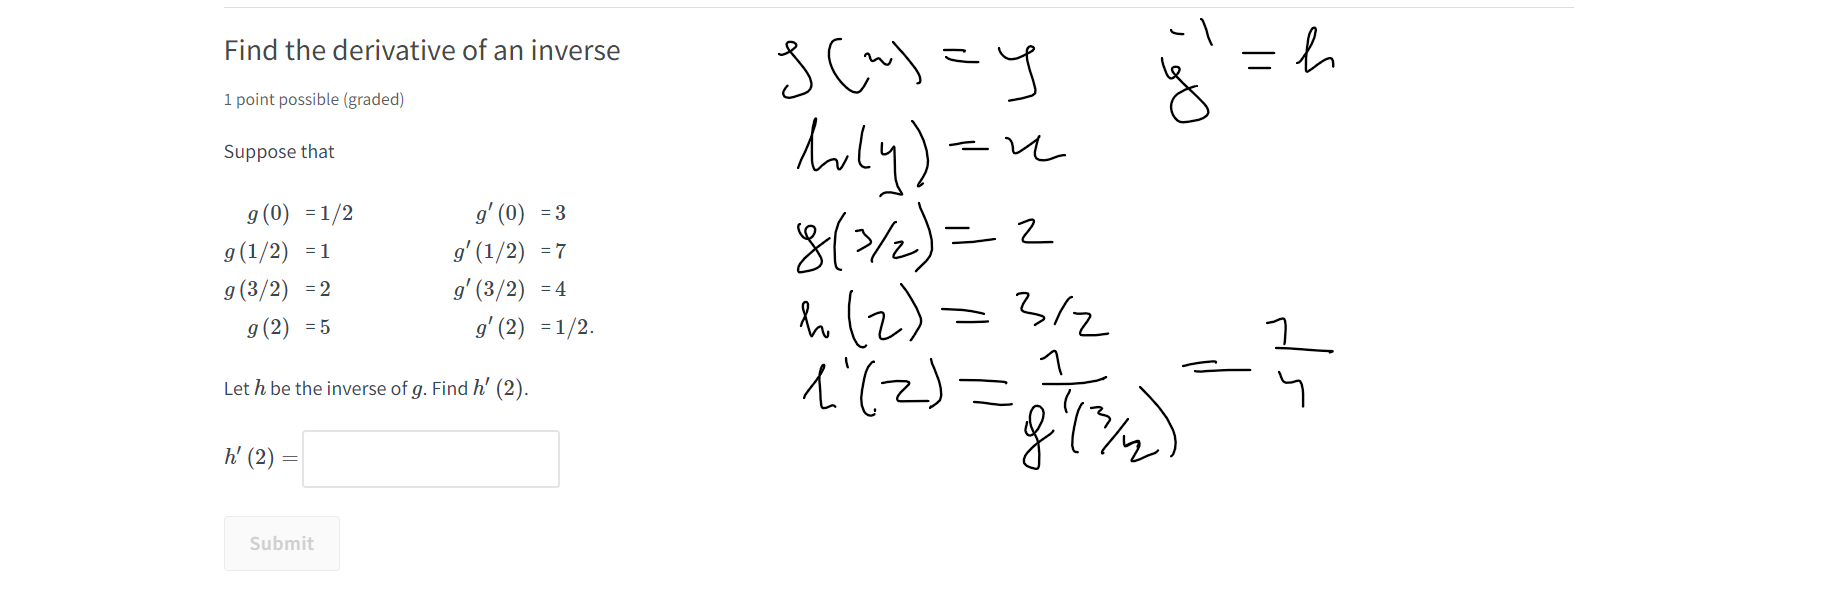 Find the derivative of an inverse
1 point possible (graded)
Suppose that
g (0) = 1/2 g′ (0) = 3
g (1/2) = 1 g′ (1/2) = 7
g (3/2) = 2 g′ (3/2) = 4
g (2) = 5 g′ (2) = 1/2.
Let h be the inverse of g. Find h′ (2).
h′ (2) =
Submit
g(x) = y g⁻¹ = h
h(y) = x
g(3/2) = 2
h(2) = 3/2
h'(2) = 1/g'(3/2) = 1/4